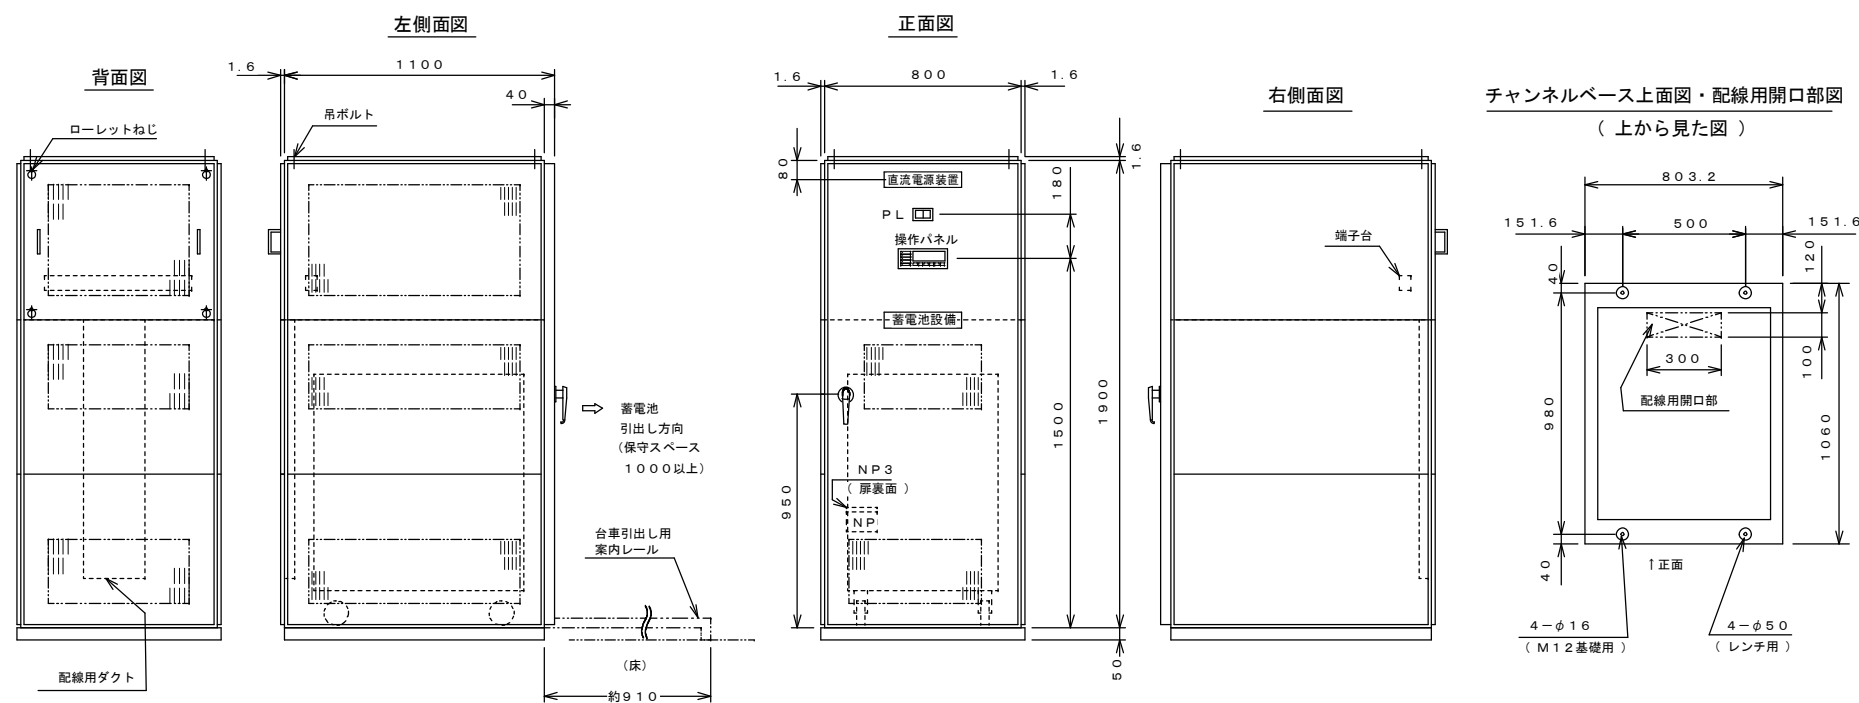 背面図
ローレットねじ
配線用ダクト
左側面図
1.6
1100
40
吊ボルト
蓄電池
引出し方向
(保守スペース
1000以上)
台車引出し用
案内レール
(床)
約910
正面図
1.6
800
1.6
80
直流電源装置
PL
操作パネル
蓄電池設備
NP3
( 扉裏面 )
NP
950
180
1.6
1500
1900
50
右側面図
端子台
チャンネルベース上面図・配線用開口部図
( 上から見た図 )
803.2
151.6
500
151.6
40
120
300
100
配線用開口部
980
1060
40
↑正面
4-φ16
( M12基礎用 )
4-φ50
( レンチ用 )